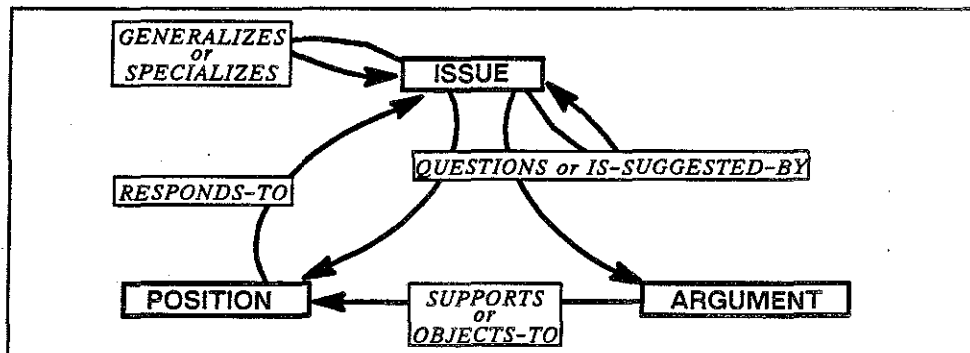 GENERALIZES
or
SPECIALIZES
ISSUE
QUESTIONS or IS-SUGGESTED-BY
RESPONDS-TO
POSITION
SUPPORTS
or
OBJECTS-TO
ARGUMENT